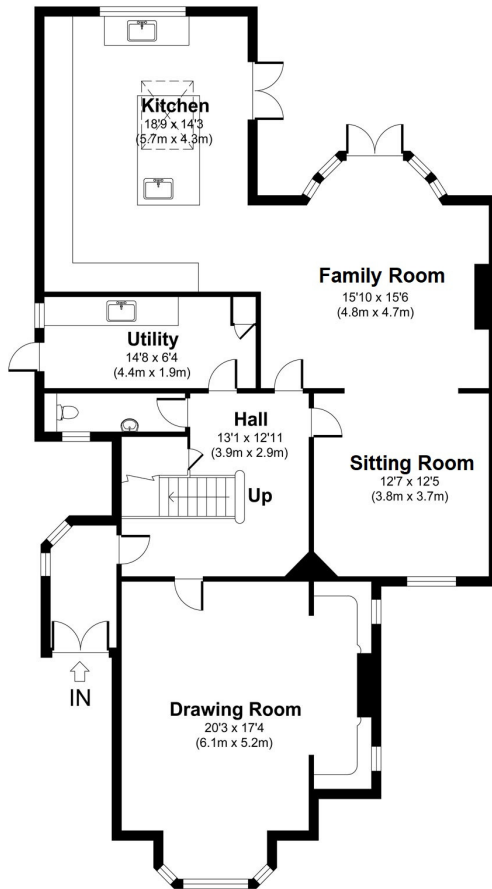 Kitchen
18'9 x 14'3
(5.7m x 4.3m)
Family Room
15'10 x 15'6
(4.8m x 4.7m)
Utility
14'8 x 6'4
(4.4m x 1.9m)
Hall
13'1 x 12'11
(3.9m x 2.9m)
Sitting Room
12'7 x 12'5
(3.8m x 3.7m)
Up
IN
Drawing Room
20'3 x 17'4
(6.1m x 5.2m)